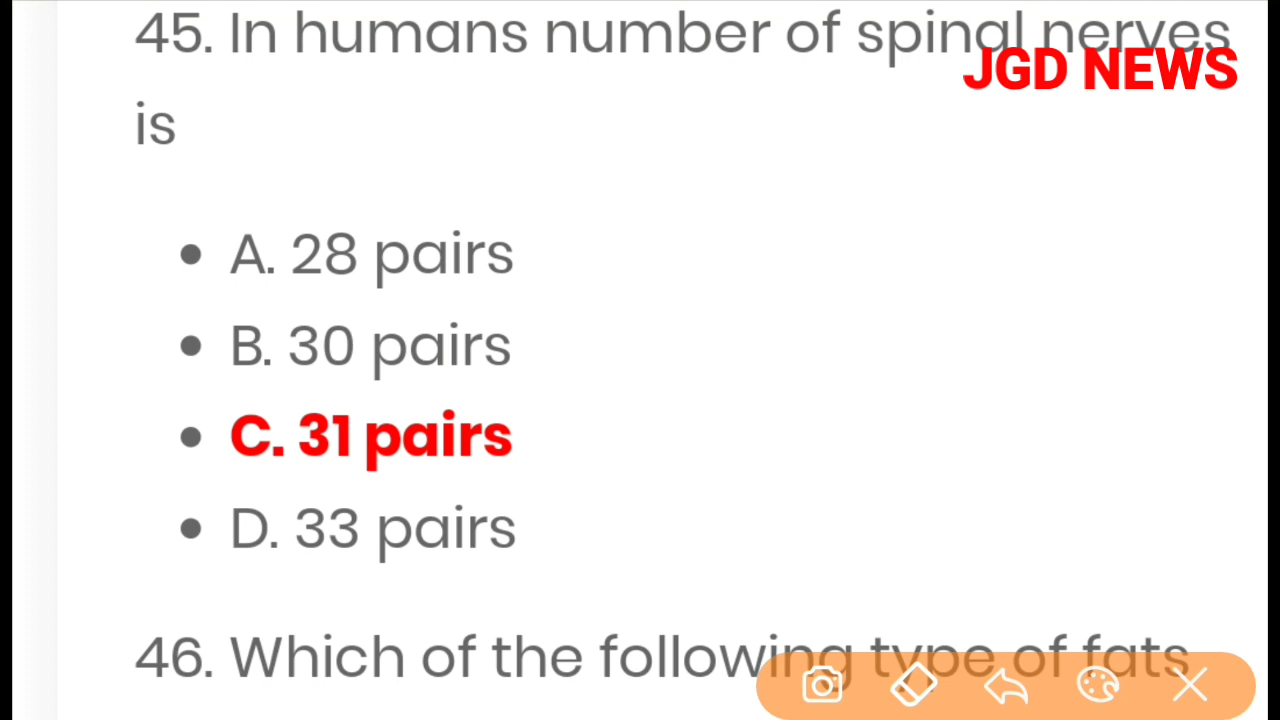 45. In humans number of spinal nerves
JGD NEWS
is
A. 28 pairs
B. 30 pairs
C. 31 pairs
D. 33 pairs
46. Which of the following type of fats